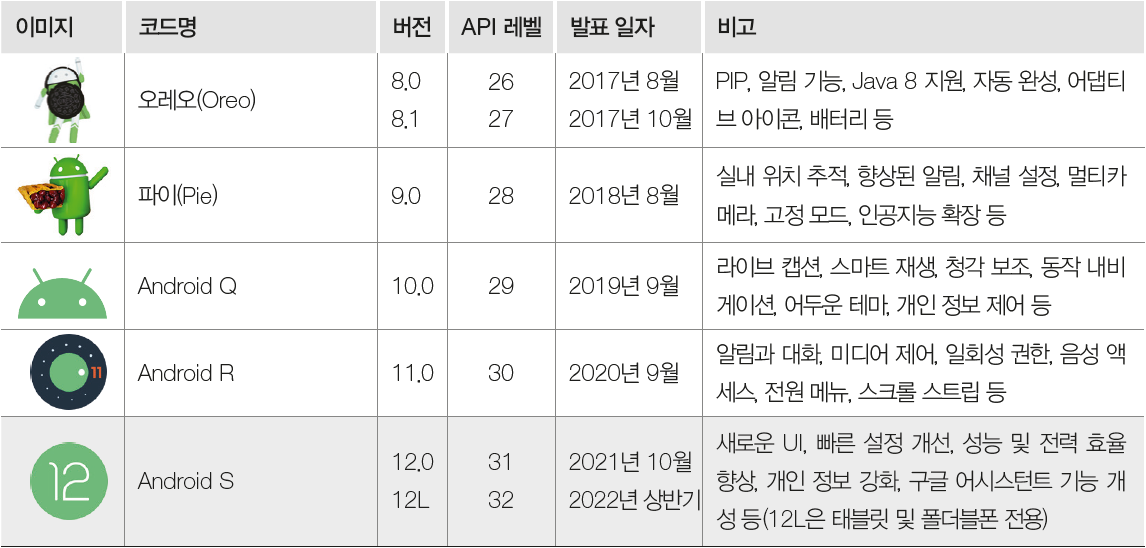 이미지 코드명 버전 API 레벨 발표 일자 비고
오레오(Oreo)
8.0 26 2017년 8월
8.1 27 2017년 10월
PIP, 알림 기능, Java 8 지원, 자동 완성, 어댑티
브 아이콘, 배터리 등
파이(Pie) 9.0 28 2018년 8월
실내 위치 추적, 향상된 알림, 채널 설정, 멀티카
메라, 고정 모드, 인공지능 확장 등
Android Q 10.0 29 2019년 9월
라이브 캡션, 스마트 재생, 청각 보조, 동작 내비
게이션, 어두운 테마, 개인 정보 제어 등
11
Android R 11.0 30 2020년 9월
알림과 대화, 미디어 제어, 일회성 권한, 음성 액
세스, 전원 메뉴, 스크롤 스트립 등
12
Android S
12.0 31 2021년 10월
12L 32 2022년 상반기
새로운 UI, 빠른 설정 개선, 성능 및 전력 효율
향상, 개인 정보 강화, 구글 어시스턴트 기능 개
성 등(12L은 태블릿 및 폴더블폰 전용)